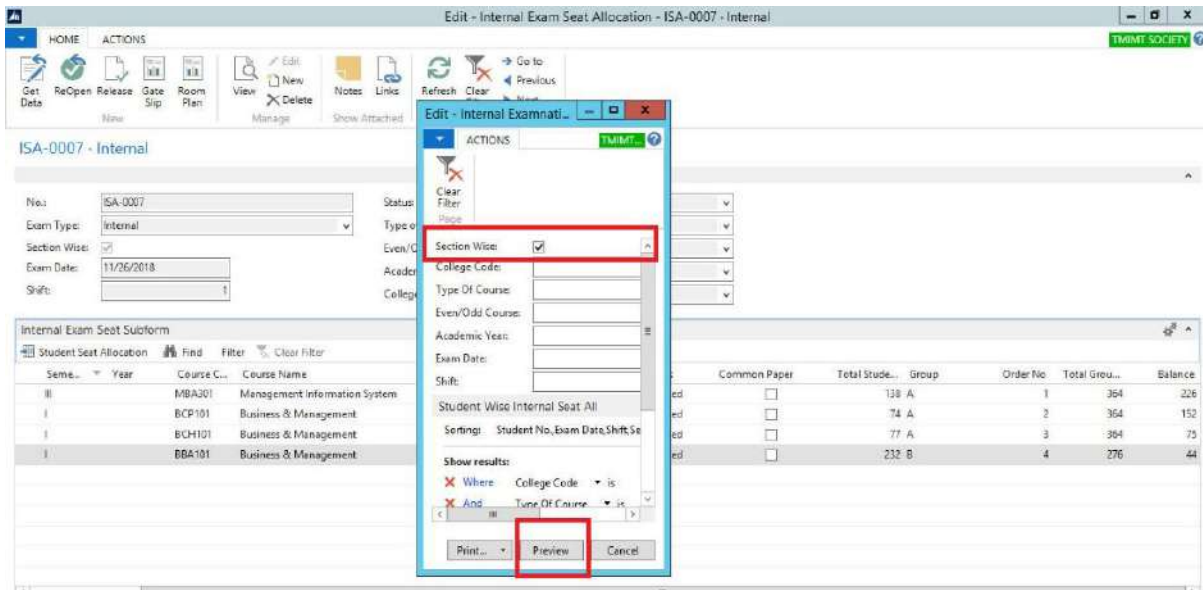 Edit - Internal Exam Seat Allocation - ISA-0007 - Internal
HOME ACTIONS
TMIMT SOCIETY
Get Data
ReOpen
Release
Gate Slip
Room Plan
New
View
Edit
New
Delete
Manage
Notes
Links
Show Attached
Refresh
Clear
Go to
Previous
ISA-0007 - Internal
No.: ISA-0007
Exam Type: Internal
Section Wise:
Exam Date: 11/26/2018
Shift: 1
Status
Type o
Even/O
Acader
College
Edit - Internal Examnati...
ACTIONS
TMIMT...
Clear Filter
Page
Section Wise:
College Code:
Type Of Course:
Even/Odd Course:
Academic Year:
Exam Date:
Shift:
Student Wise Internal Seat All
Sorting: Student No.,Exam Date,Shift,Se
Show results:
Where College Code is
And Type Of Course is
Print... Preview Cancel
Internal Exam Seat Subform
Student Seat Allocation Find Filter Clear Filter
Seme... Year Course C... Course Name Common Paper Total Stude... Group Order No Total Grou... Balance
III MBA301 Management Information System ed 138 A 1 364 226
I BCP101 Business & Management ed 74 A 2 364 152
I BCH101 Business & Management ed 77 A 3 364 75
I BBA101 Business & Management ed 232 B 4 276 44